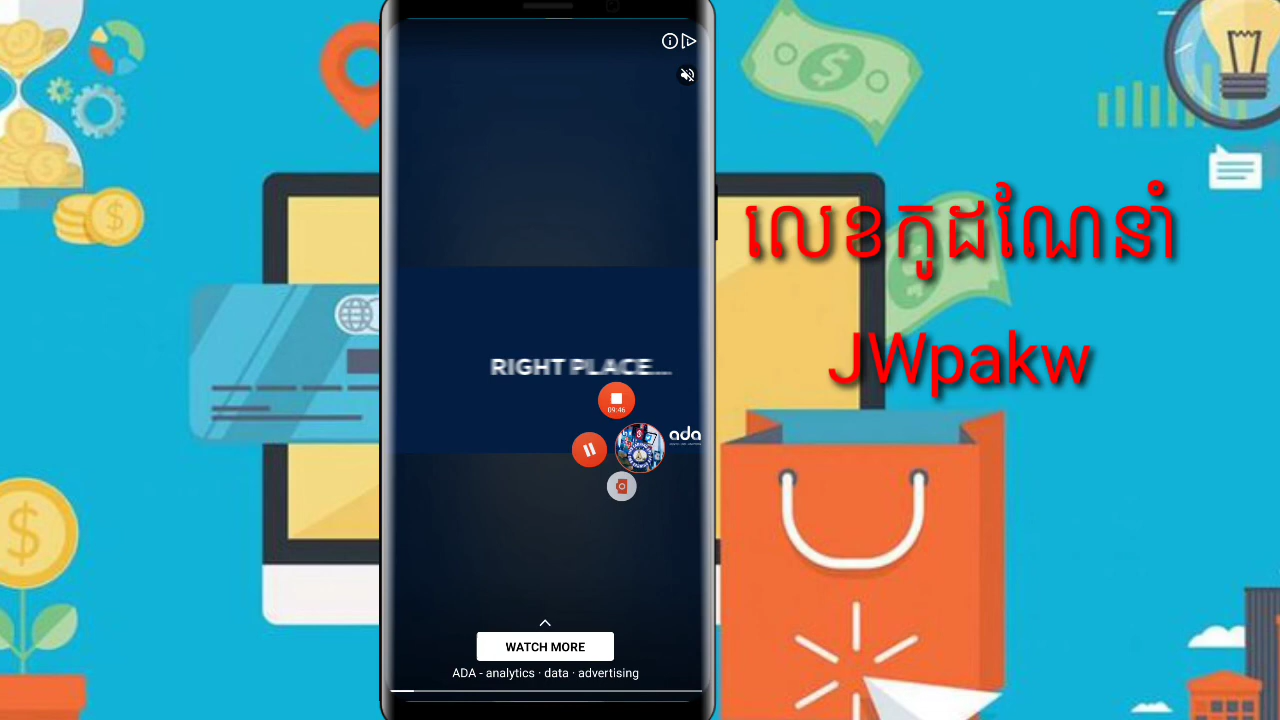 RIGHT PLACE...
09:46
ada
WATCH MORE
ADA - analytics · data · advertising
លេខកូដណែនាំ
JWpakw